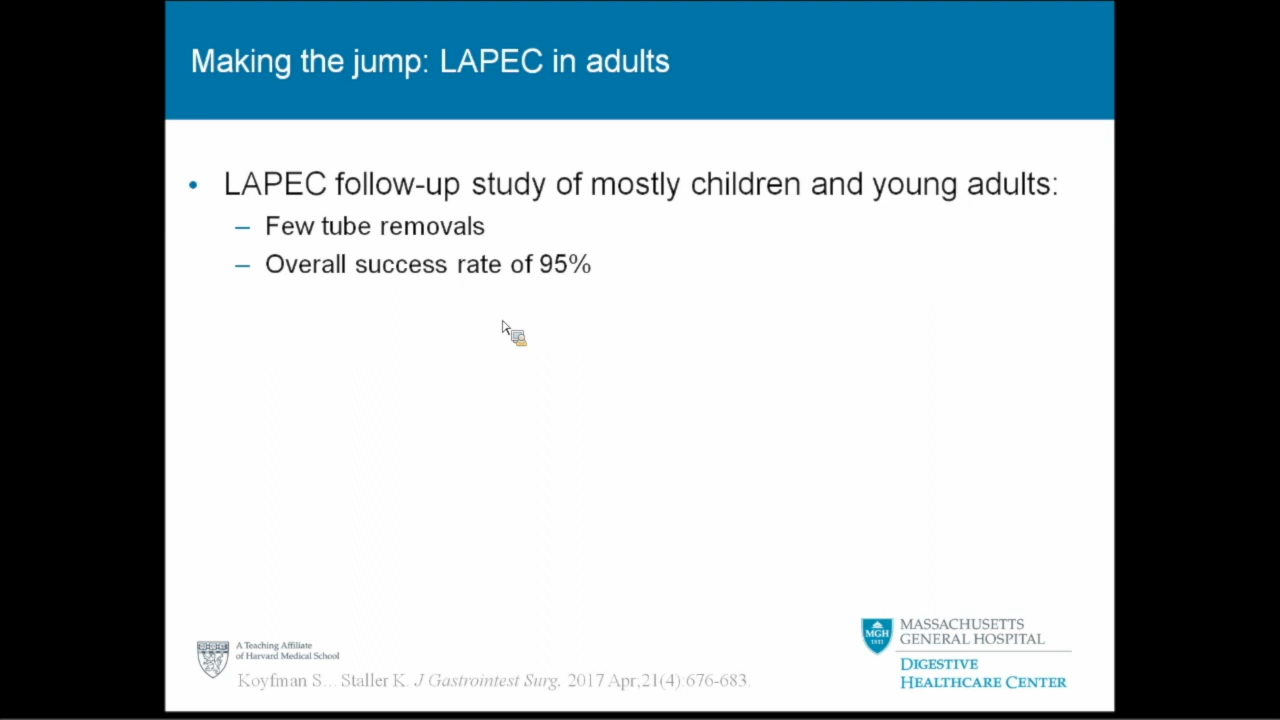 Making the jump: LAPEC in adults
• LAPEC follow-up study of mostly children and young adults:
– Few tube removals
– Overall success rate of 95%
A Teaching Affiliate
of Harvard Medical School
Koyfman S... Staller K. J Gastrointest Surg. 2017 Apr;21(4):676-683.
MGH
1811
MASSACHUSETTS
GENERAL HOSPITAL
DIGESTIVE
HEALTHCARE CENTER